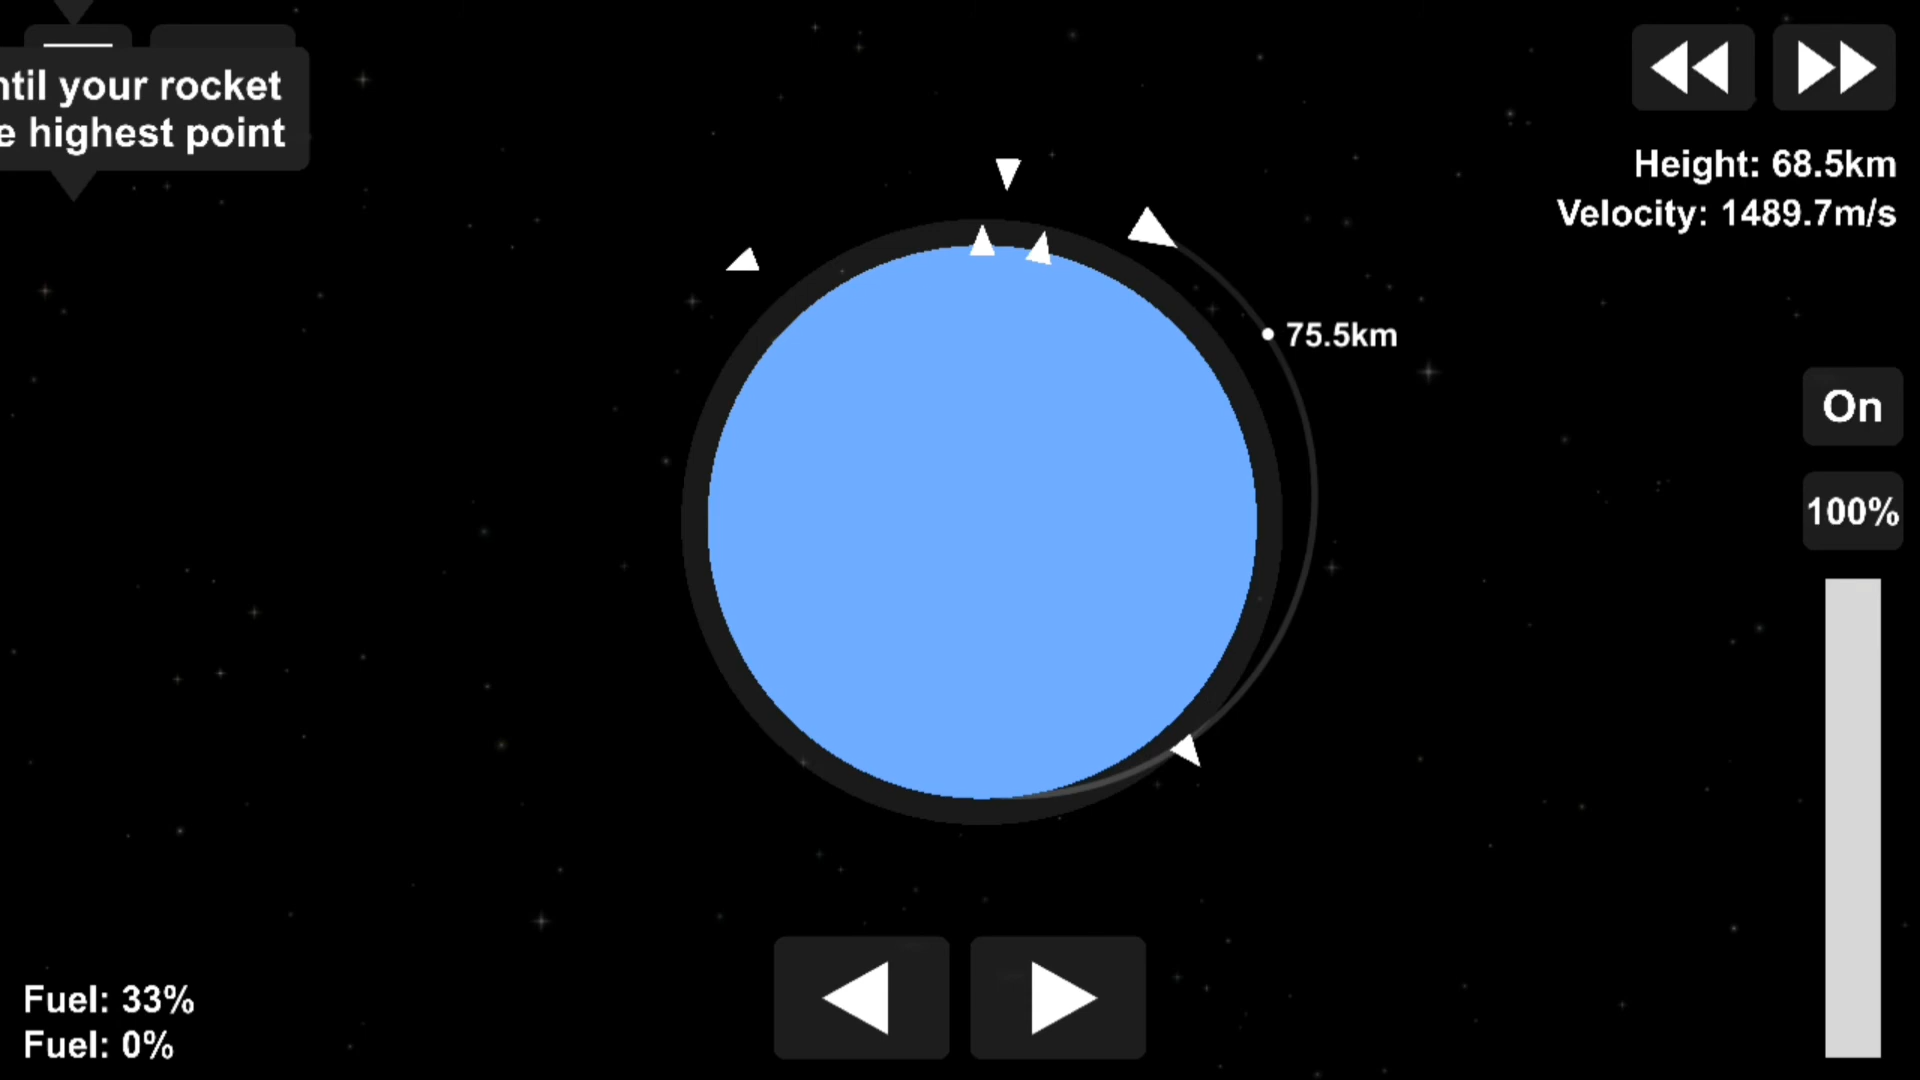 ntil your rocket
e highest point
Height: 68.5km
Velocity: 1489.7m/s
75.5km
On
100%
Fuel: 33%
Fuel: 0%